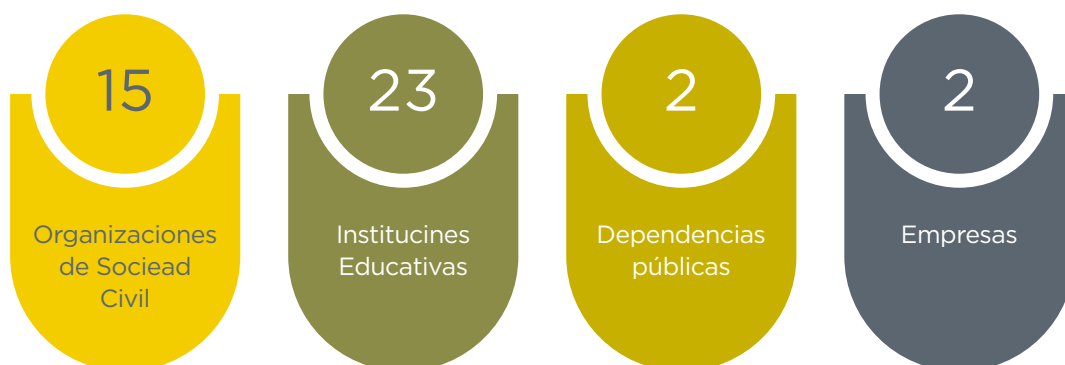 15
Organizaciones
de Sociead
Civil
23
Institucines
Educativas
2
Dependencias
públicas
2
Empresas